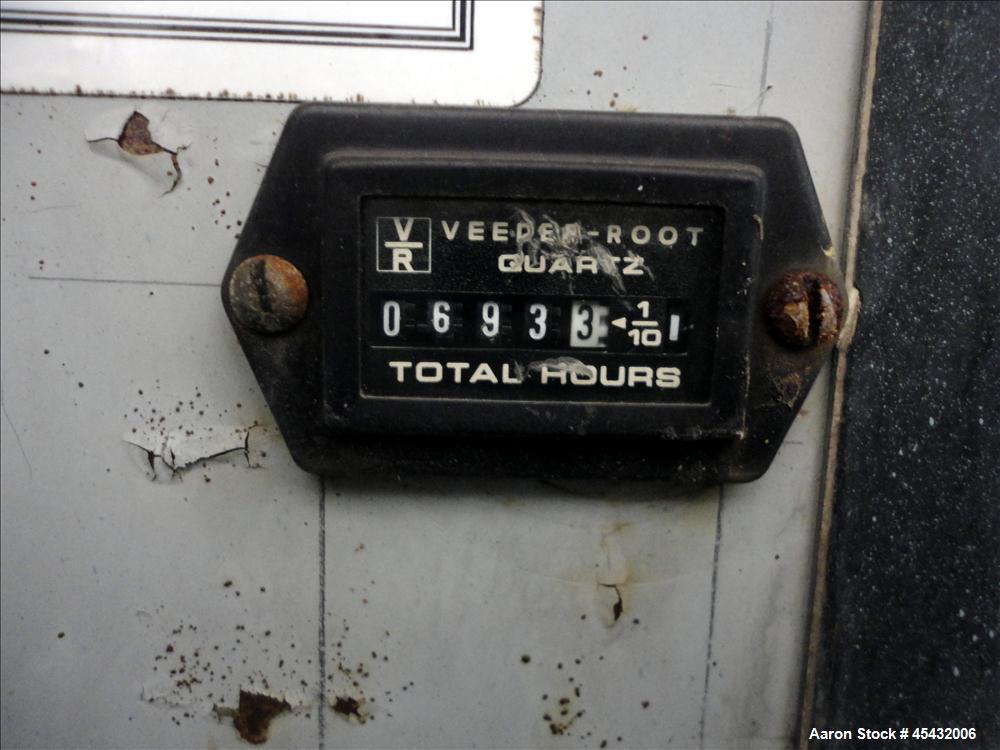 V
R
VEEDER-ROOT
QUARTZ
0 6 9 3 3 ◄ 1/10
TOTAL HOURS
Aaron Stock # 45432006